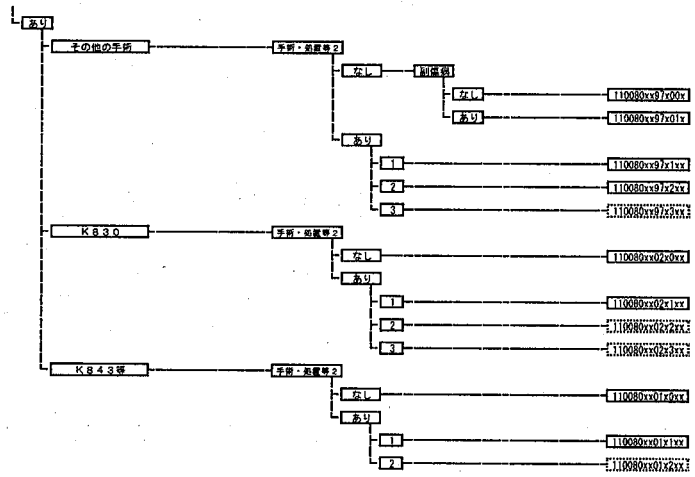 あり
その他の手術 手術・処置等2
なし 副傷病
なし 110080xx97x00x
あり 110080xx97x01x
あり
1 110080xx97x1xx
2 110080xx97x2xx
3 110080xx97x3xx
K830 手術・処置等2
なし 110080xx02x0xx
あり
1 110080xx02x1xx
2 110080xx02x2xx
3 110080xx02x3xx
K843等 手術・処置等2
なし 110080xx01x0xx
あり
1 110080xx01x1xx
2 110080xx01x2xx